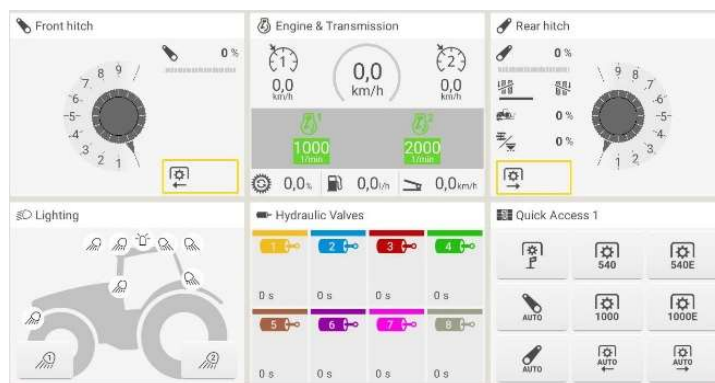 Front hitch
0 %
9
8
7
6
5
4
3
2
1
Engine & Transmission
1
0,0
km/h
0,0
km/h
2
0,0
km/h
1
1000
1/min
2
2000
1/min
0,0 %
0,0 l/h
0,0 km/h
Rear hitch
0 %
0 %
0 %
9
8
7
6
5
4
3
2
1
Lighting
1
2
Hydraulic Valves
1 2 3 4
0 s 0 s 0 s 0 s
5 6 7 8
0 s 0 s 0 s 0 s
Quick Access 1
540 540E
AUTO 1000 1000E
AUTO AUTO AUTO